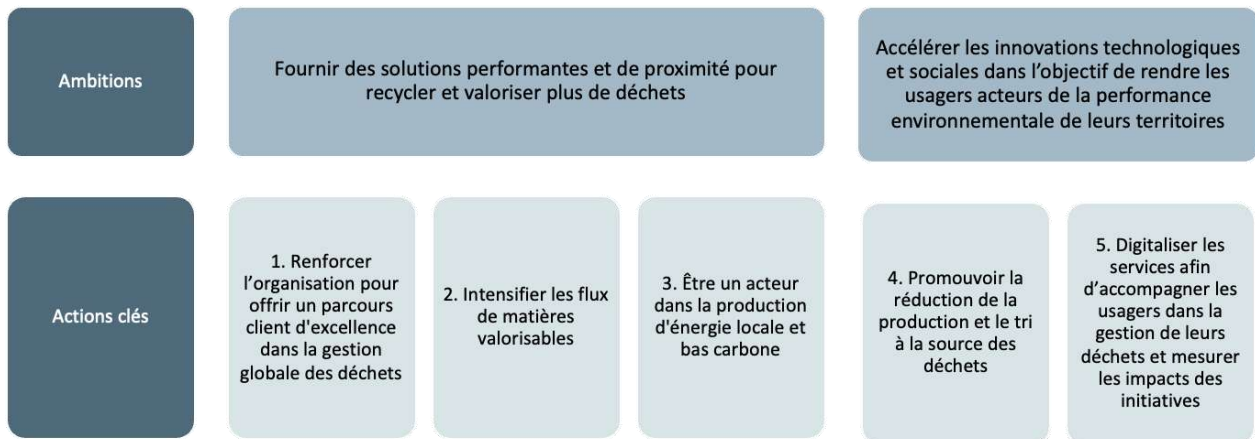 Ambitions
Fournir des solutions performantes et de proximité pour
recycler et valoriser plus de déchets
Accélérer les innovations technologiques
et sociales dans l'objectif de rendre les
usagers acteurs de la performance
environnementale de leurs territoires
Actions clés
1. Renforcer
l'organisation pour
offrir un parcours
client d'excellence
dans la gestion
globale des déchets
2. Intensifier les flux
de matières
valorisables
3. Être un acteur
dans la production
d'énergie locale et
bas carbone
4. Promouvoir la
réduction de la
production et le tri
à la source des
déchets
5. Digitaliser les
services afin
d'accompagner les
usagers dans la
gestion de leurs
déchets et mesurer
les impacts des
initiatives